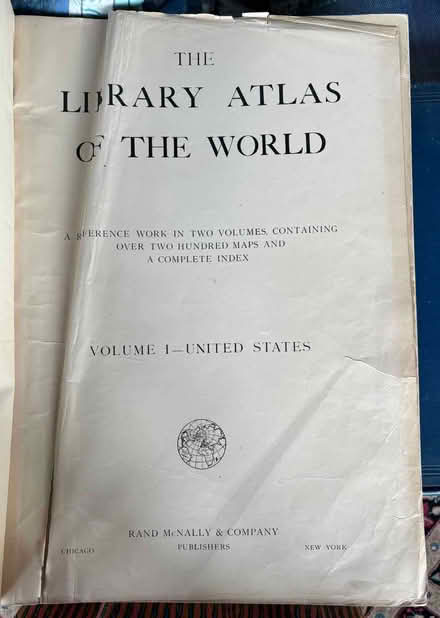 THE
LIBRARY ATLAS
OF THE WORLD
A REFERENCE WORK IN TWO VOLUMES, CONTAINING
OVER TWO HUNDRED MAPS AND
A COMPLETE INDEX
VOLUME I—UNITED STATES
RAND MCNALLY & COMPANY
CHICAGO PUBLISHERS NEW YORK